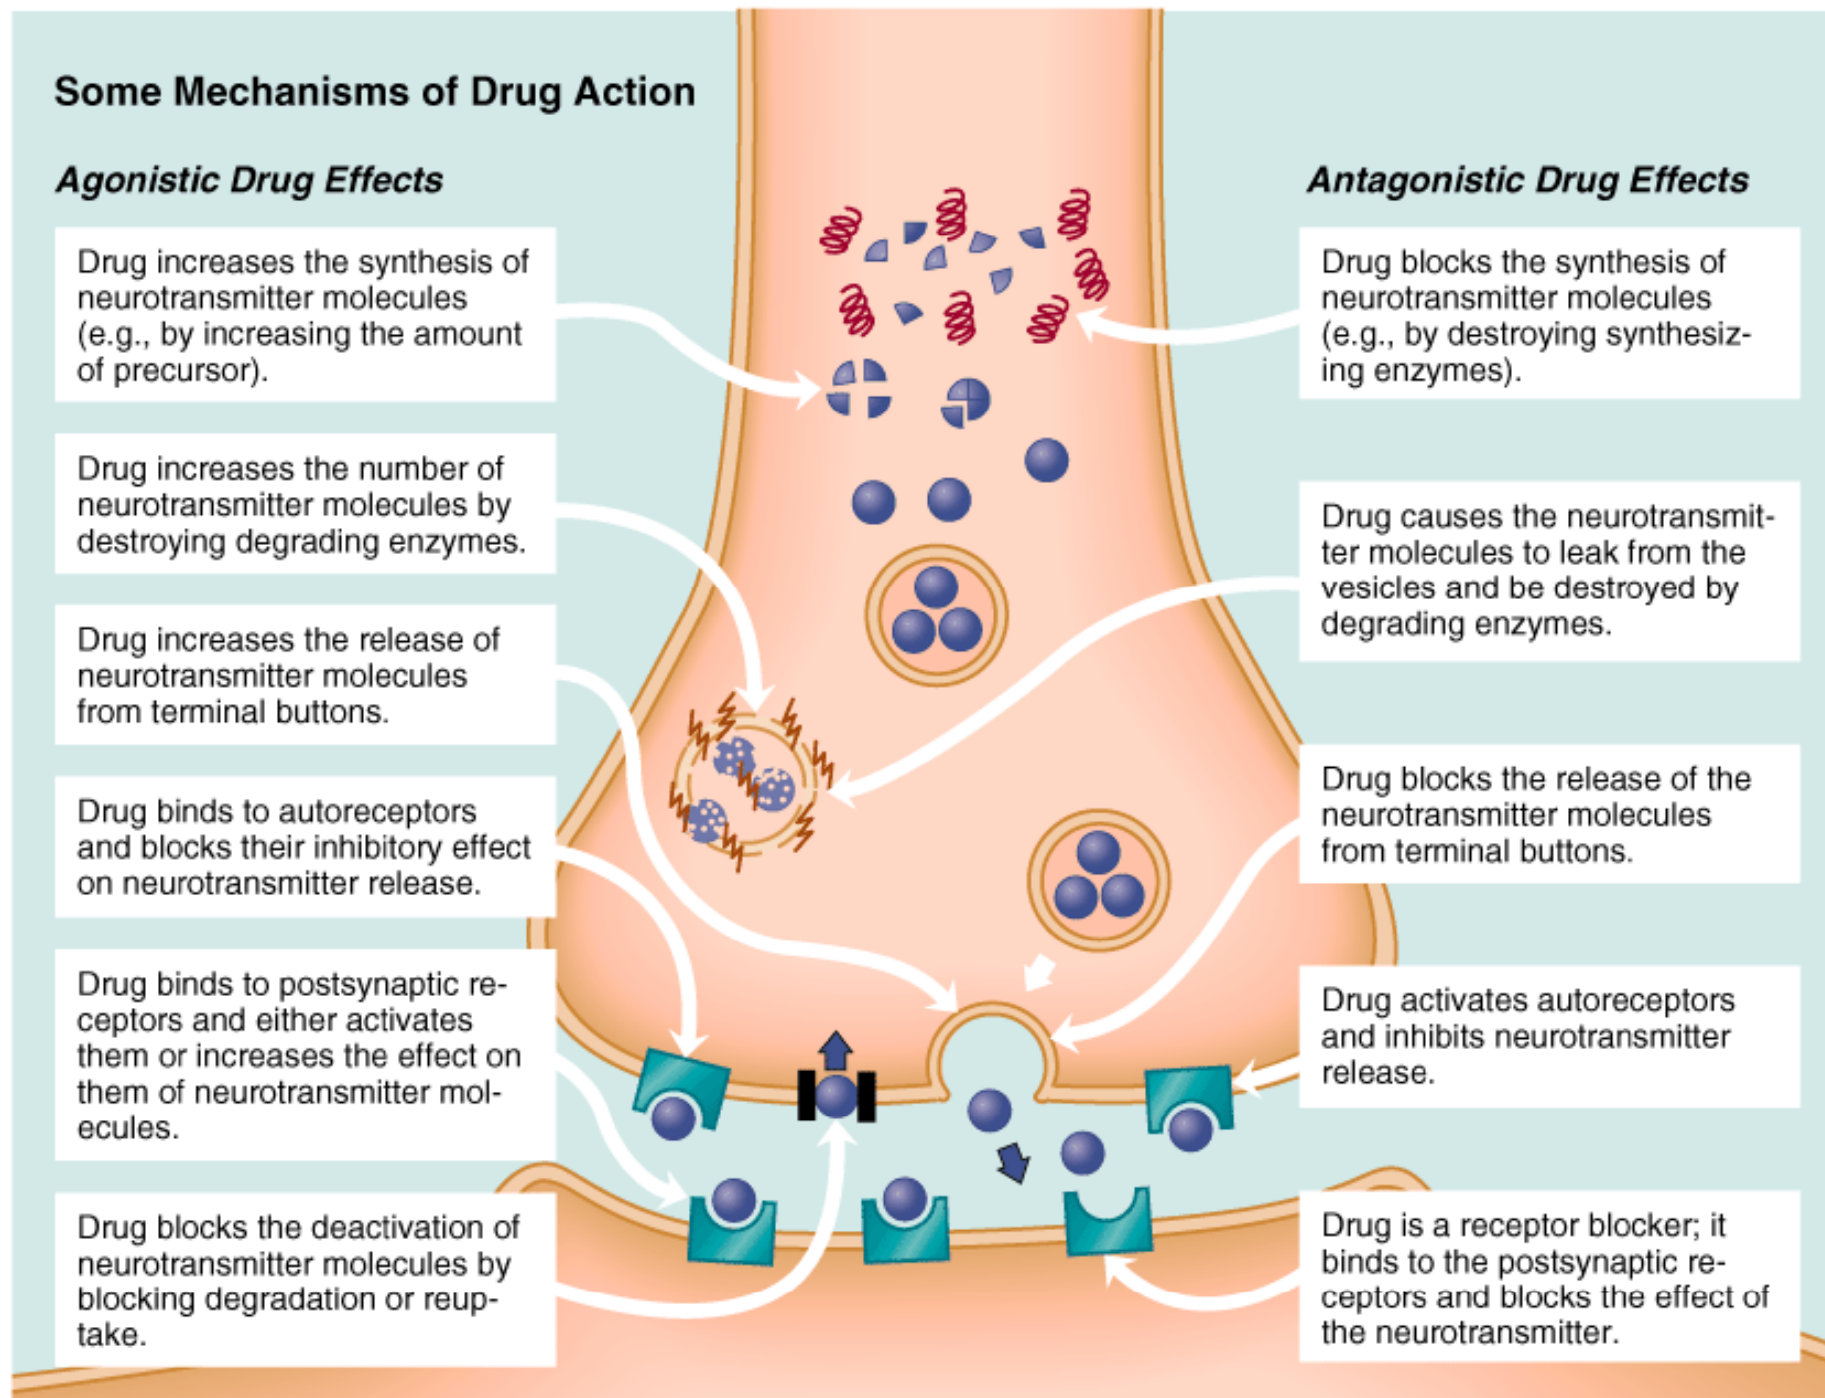 Some Mechanisms of Drug Action
Agonistic Drug Effects
Drug increases the synthesis of
neurotransmitter molecules
(e.g., by increasing the amount
of precursor).
Drug increases the number of
neurotransmitter molecules by
destroying degrading enzymes.
Drug increases the release of
neurotransmitter molecules
from terminal buttons.
Drug binds to autoreceptors
and blocks their inhibitory effect
on neurotransmitter release.
Drug binds to postsynaptic re-
ceptors and either activates
them or increases the effect on
them of neurotransmitter mol-
ecules.
Drug blocks the deactivation of
neurotransmitter molecules by
blocking degradation or reup-
take.
Antagonistic Drug Effects
Drug blocks the synthesis of
neurotransmitter molecules
(e.g., by destroying synthesiz-
ing enzymes).
Drug causes the neurotransmit-
ter molecules to leak from the
vesicles and be destroyed by
degrading enzymes.
Drug blocks the release of the
neurotransmitter molecules
from terminal buttons.
Drug activates autoreceptors
and inhibits neurotransmitter
release.
Drug is a receptor blocker; it
binds to the postsynaptic re-
ceptors and blocks the effect of
the neurotransmitter.